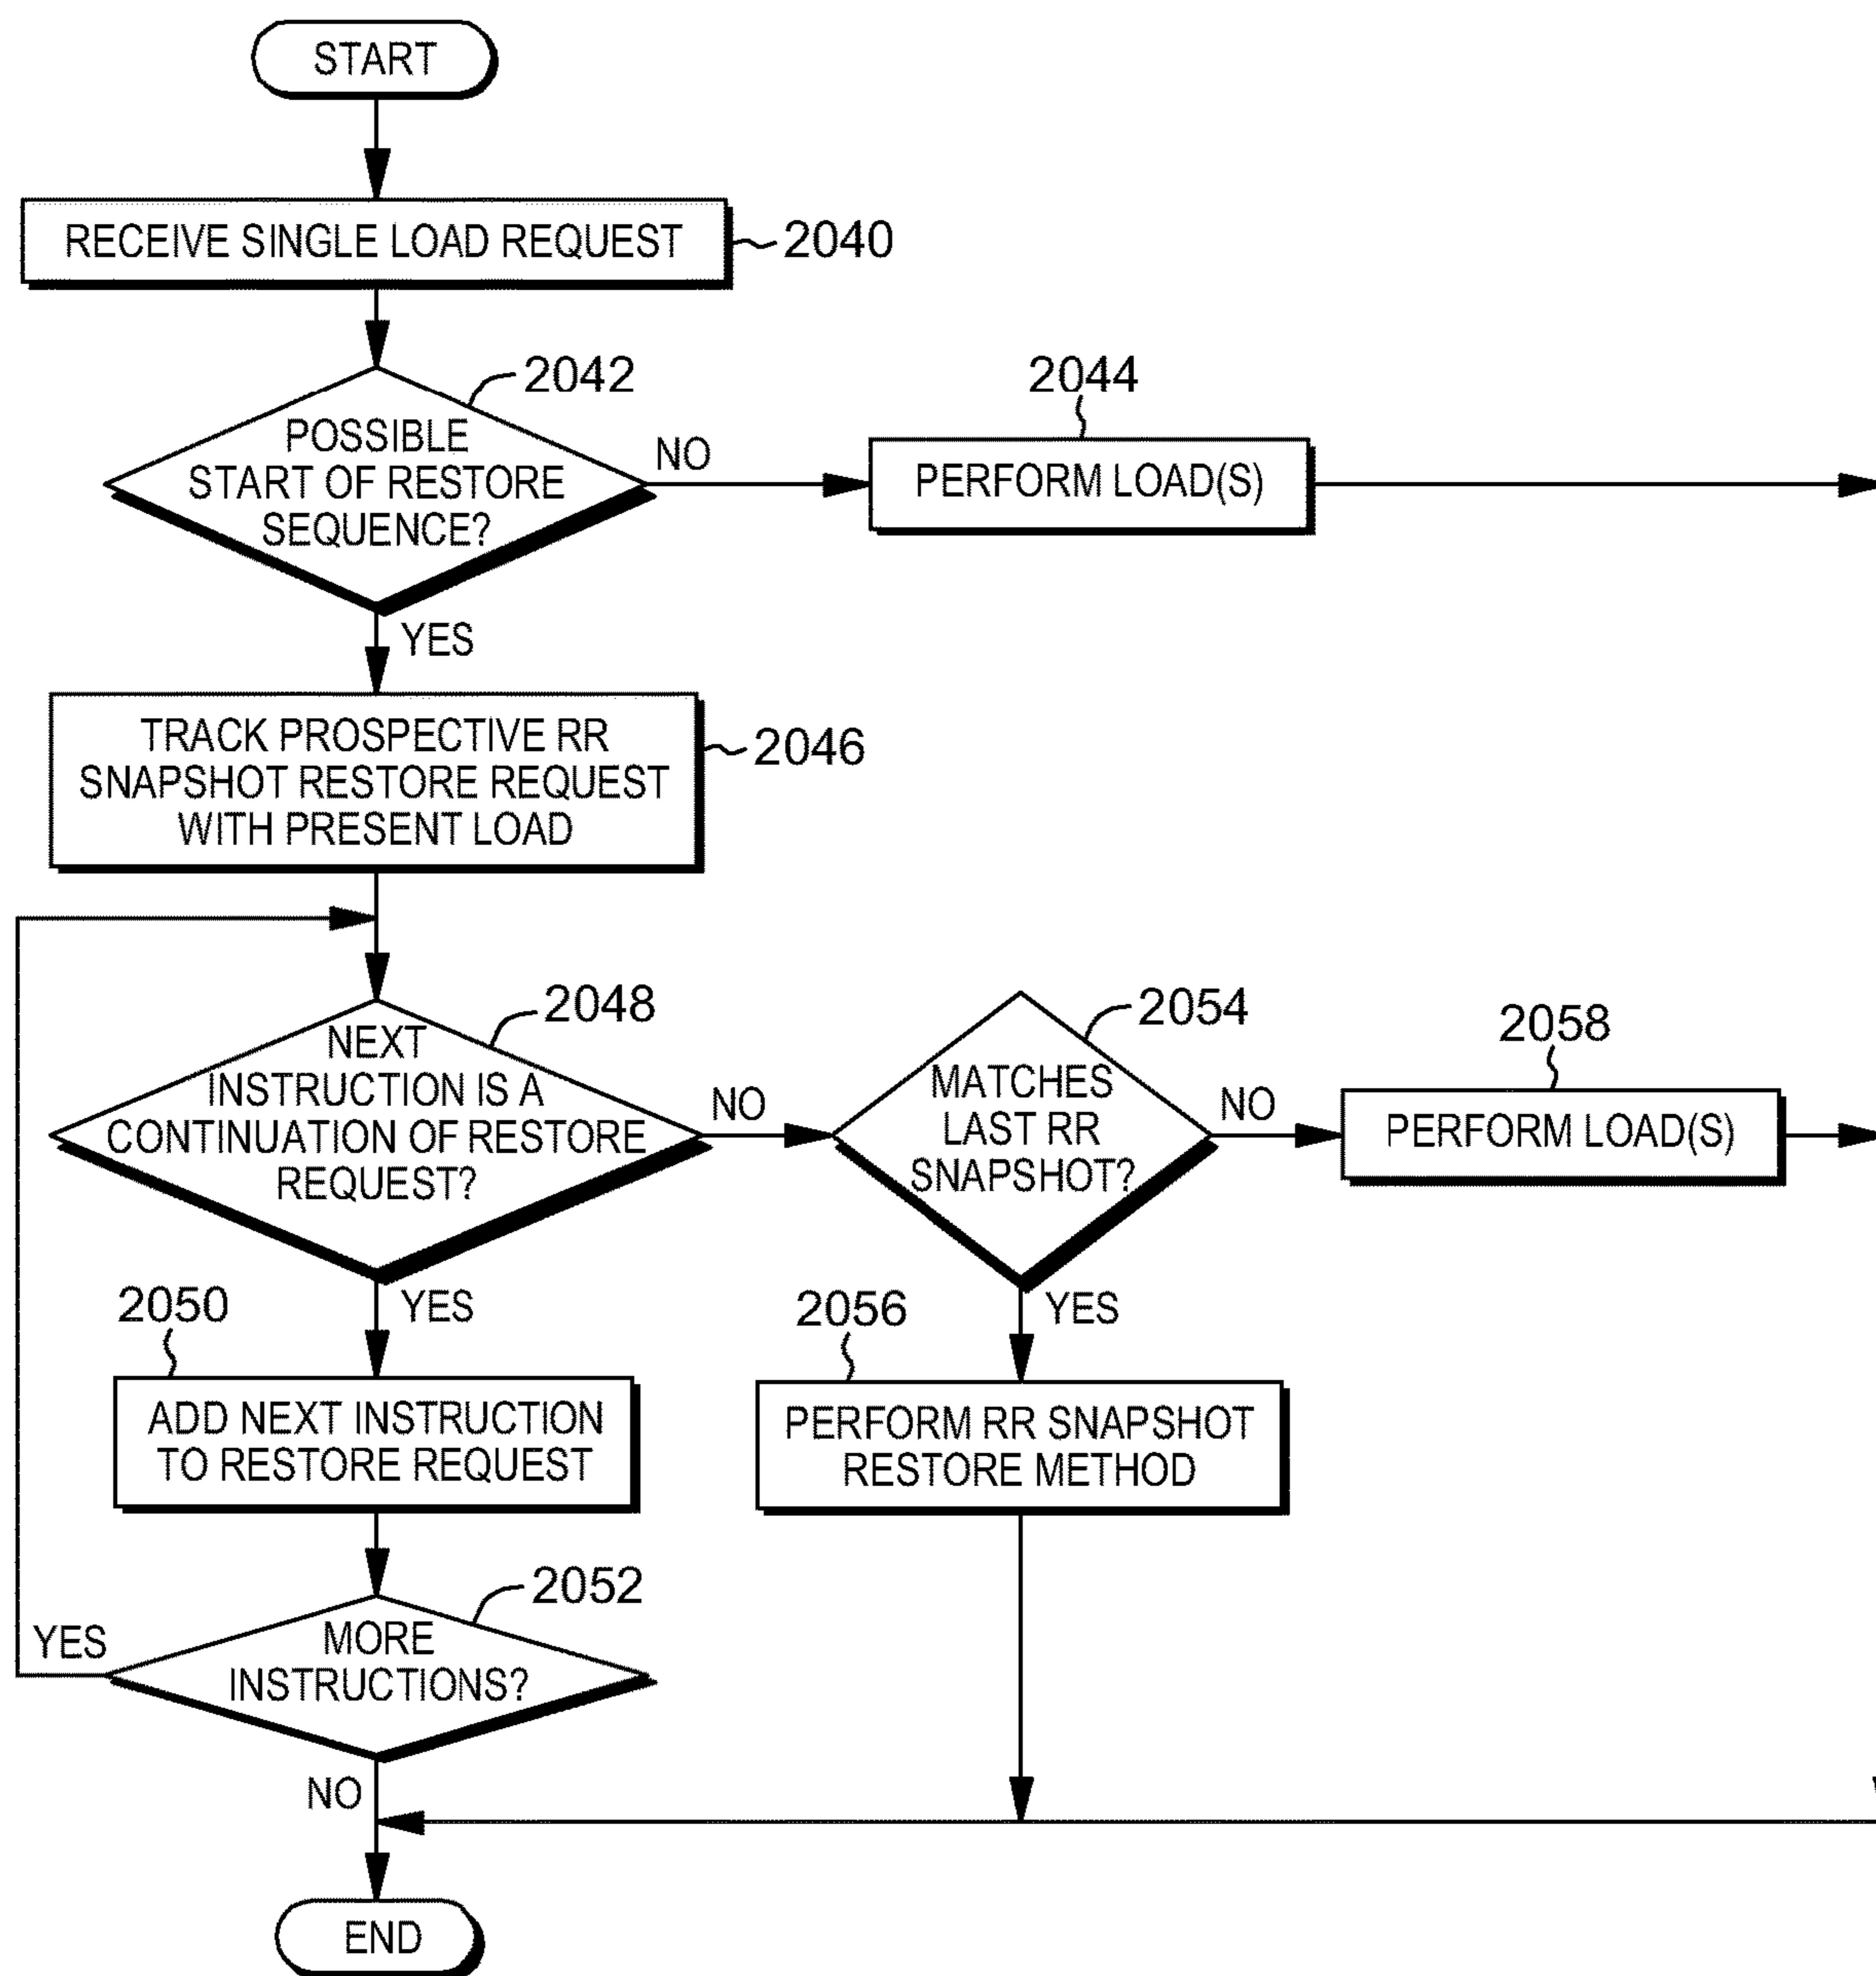 START
RECEIVE SINGLE LOAD REQUEST
2040
2042
POSSIBLE
START OF RESTORE
SEQUENCE?
NO
2044
PERFORM LOAD(S)
YES
TRACK PROSPECTIVE RR
SNAPSHOT RESTORE REQUEST
WITH PRESENT LOAD
2046
2048
NEXT
INSTRUCTION IS A
CONTINUATION OF RESTORE
REQUEST?
NO
2054
MATCHES
LAST RR
SNAPSHOT?
NO
2058
PERFORM LOAD(S)
YES
2050
ADD NEXT INSTRUCTION
TO RESTORE REQUEST
YES
2056
PERFORM RR SNAPSHOT
RESTORE METHOD
2052
MORE
INSTRUCTIONS?
YES
NO
END